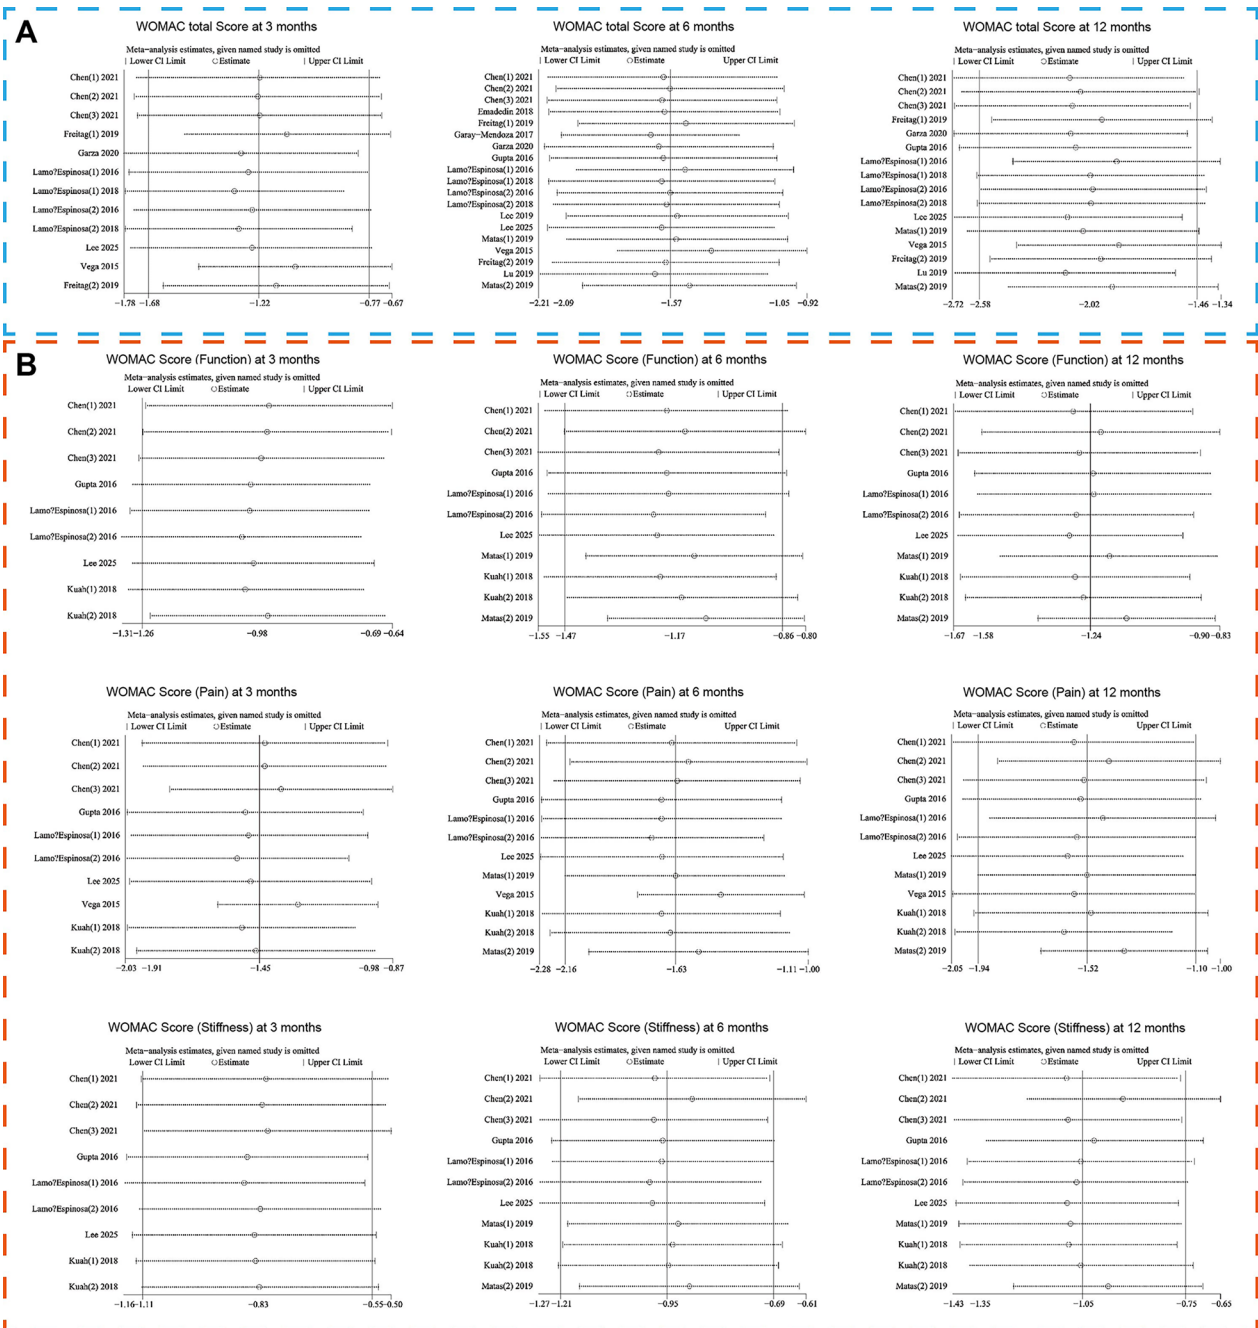 A
WOMAC total Score at 3 months
Meta-analysis estimates, given named study is omitted
| Lower CI Limit ○Estimate | Upper CI Limit
Chen(1) 2021
Chen(2) 2021
Chen(3) 2021
Freitag(1) 2019
Garza 2020
Lamo?Espinosa(1) 2016
Lamo?Espinosa(1) 2018
Lamo?Espinosa(2) 2016
Lamo?Espinosa(2) 2018
Lee 2025
Vega 2015
Freitag(2) 2019
−1.78 −1.68 −1.22 −0.77 −0.67
WOMAC total Score at 6 months
Meta-analysis estimates, given named study is omitted
| Lower CI Limit ○Estimate Upper CI Limit
Chen(1) 2021
Chen(2) 2021
Chen(3) 2021
Emadedin 2018
Freitag(1) 2019
Garay-Mendoza 2017
Garza 2020
Gupta 2016
Lamo?Espinosa(1) 2016
Lamo?Espinosa(1) 2018
Lamo?Espinosa(2) 2016
Lamo?Espinosa(2) 2018
Lee 2019
Lee 2025
Matas(1) 2019
Vega 2015
Freitag(2) 2019
Lu 2019
Matas(2) 2019
−2.21 −2.09 −1.57 −1.05 −0.92
WOMAC total Score at 12 months
Meta-analysis estimates, given named study is omitted
| Lower CI Limit ○Estimate | Upper CI Limit
Chen(1) 2021
Chen(2) 2021
Chen(3) 2021
Freitag(1) 2019
Garza 2020
Gupta 2016
Lamo?Espinosa(1) 2016
Lamo?Espinosa(1) 2018
Lamo?Espinosa(2) 2016
Lamo?Espinosa(2) 2018
Lee 2025
Matas(1) 2019
Vega 2015
Freitag(2) 2019
Lu 2019
Matas(2) 2019
−2.72 −2.58 −2.02 −1.46 −1.34
B
WOMAC Score (Function) at 3 months
Meta-analysis estimates, given named study is omitted
Lower CI Limit ○Estimate | Upper CI Limit
Chen(1) 2021
Chen(2) 2021
Chen(3) 2021
Gupta 2016
Lamo?Espinosa(1) 2016
Lamo?Espinosa(2) 2016
Lee 2025
Kuah(1) 2018
Kuah(2) 2018
−1.31 −1.26 −0.98 −0.69 −0.64
WOMAC Score (Function) at 6 months
Meta-analysis estimates, given named study is omitted
| Lower CI Limit ○Estimate | Upper CI Limit
Chen(1) 2021
Chen(2) 2021
Chen(3) 2021
Gupta 2016
Lamo?Espinosa(1) 2016
Lamo?Espinosa(2) 2016
Lee 2025
Matas(1) 2019
Kuah(1) 2018
Kuah(2) 2018
Matas(2) 2019
−1.55 −1.47 −1.17 −0.86 −0.80
WOMAC Score (Function) at 12 months
Meta-analysis estimates, given named study is omitted
| Lower CI Limit ○Estimate | Upper CI Limit
Chen(1) 2021
Chen(2) 2021
Chen(3) 2021
Gupta 2016
Lamo?Espinosa(1) 2016
Lamo?Espinosa(2) 2016
Lee 2025
Matas(1) 2019
Kuah(1) 2018
Kuah(2) 2018
Matas(2) 2019
−1.67 −1.58 −1.24 −0.90 −0.83
WOMAC Score (Pain) at 3 months
Meta-analysis estimates, given named study is omitted
| Lower CI Limit ○Estimate | Upper CI Limit
Chen(1) 2021
Chen(2) 2021
Chen(3) 2021
Gupta 2016
Lamo?Espinosa(1) 2016
Lamo?Espinosa(2) 2016
Lee 2025
Vega 2015
Kuah(1) 2018
Kuah(2) 2018
−2.03 −1.91 −1.45 −0.98 −0.87
WOMAC Score (Pain) at 6 months
Meta-analysis estimates, given named study is omitted
| Lower CI Limit ○Estimate | Upper CI Limit
Chen(1) 2021
Chen(2) 2021
Chen(3) 2021
Gupta 2016
Lamo?Espinosa(1) 2016
Lamo?Espinosa(2) 2016
Lee 2025
Matas(1) 2019
Vega 2015
Kuah(1) 2018
Kuah(2) 2018
Matas(2) 2019
−2.28 −2.16 −1.63 −1.11 −1.00
WOMAC Score (Pain) at 12 months
Meta-analysis estimates, given named study is omitted
| Lower CI Limit ○Estimate Upper CI Limit
Chen(1) 2021
Chen(2) 2021
Chen(3) 2021
Gupta 2016
Lamo?Espinosa(1) 2016
Lamo?Espinosa(2) 2016
Lee 2025
Matas(1) 2019
Vega 2015
Kuah(1) 2018
Kuah(2) 2018
Matas(2) 2019
−2.05 −1.94 −1.52 −1.10 −1.00
WOMAC Score (Stiffness) at 3 months
Meta-analysis estimates, given named study is omitted
Lower CI Limit ○Estimate | Upper CI Limit
Chen(1) 2021
Chen(2) 2021
Chen(3) 2021
Gupta 2016
Lamo?Espinosa(1) 2016
Lamo?Espinosa(2) 2016
Lee 2025
Kuah(1) 2018
Kuah(2) 2018
−1.16 −1.11 −0.83 −0.55 −0.50
WOMAC Score (Stiffness) at 6 months
Meta-analysis estimates, given named study is omitted
| Lower CI Limit ○Estimate | Upper CI Limit
Chen(1) 2021
Chen(2) 2021
Chen(3) 2021
Gupta 2016
Lamo?Espinosa(1) 2016
Lamo?Espinosa(2) 2016
Lee 2025
Matas(1) 2019
Kuah(1) 2018
Kuah(2) 2018
Matas(2) 2019
−1.27 −1.21 −0.95 −0.69 −0.61
WOMAC Score (Stiffness) at 12 months
Meta-analysis estimates, given named study is omitted
| Lower CI Limit ○Estimate | Upper CI Limit
Chen(1) 2021
Chen(2) 2021
Chen(3) 2021
Gupta 2016
Lamo?Espinosa(1) 2016
Lamo?Espinosa(2) 2016
Lee 2025
Matas(1) 2019
Kuah(1) 2018
Kuah(2) 2018
Matas(2) 2019
−1.43 −1.35 −1.05 −0.75 −0.65